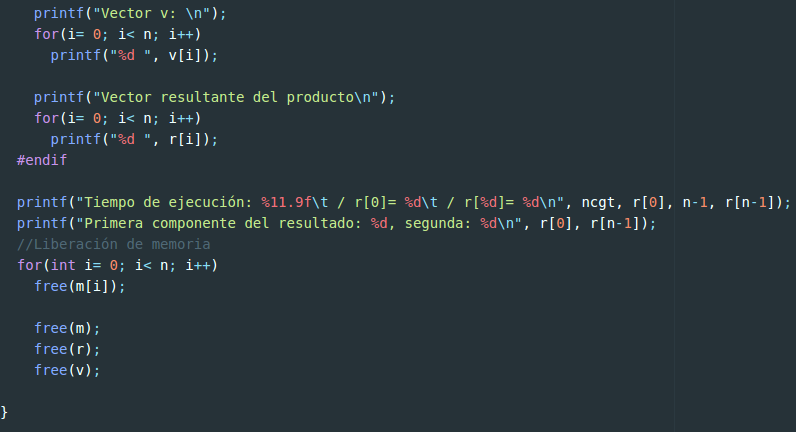 printf("Vector v: \n");
for(i= 0; i< n; i++)
printf("%d ", v[i]);
printf("Vector resultante del producto\n");
for(i= 0; i< n; i++)
printf("%d ", r[i]);
#endif
printf("Tiempo de ejecución: %11.9f\t / r[0]= %d\t / r[%d]= %d\n", ncgt, r[0], n-1, r[n-1]);
printf("Primera componente del resultado: %d, segunda: %d\n", r[0], r[n-1]);
//Liberación de memoria
for(int i= 0; i< n; i++)
free(m[i]);
free(m);
free(r);
free(v);
}